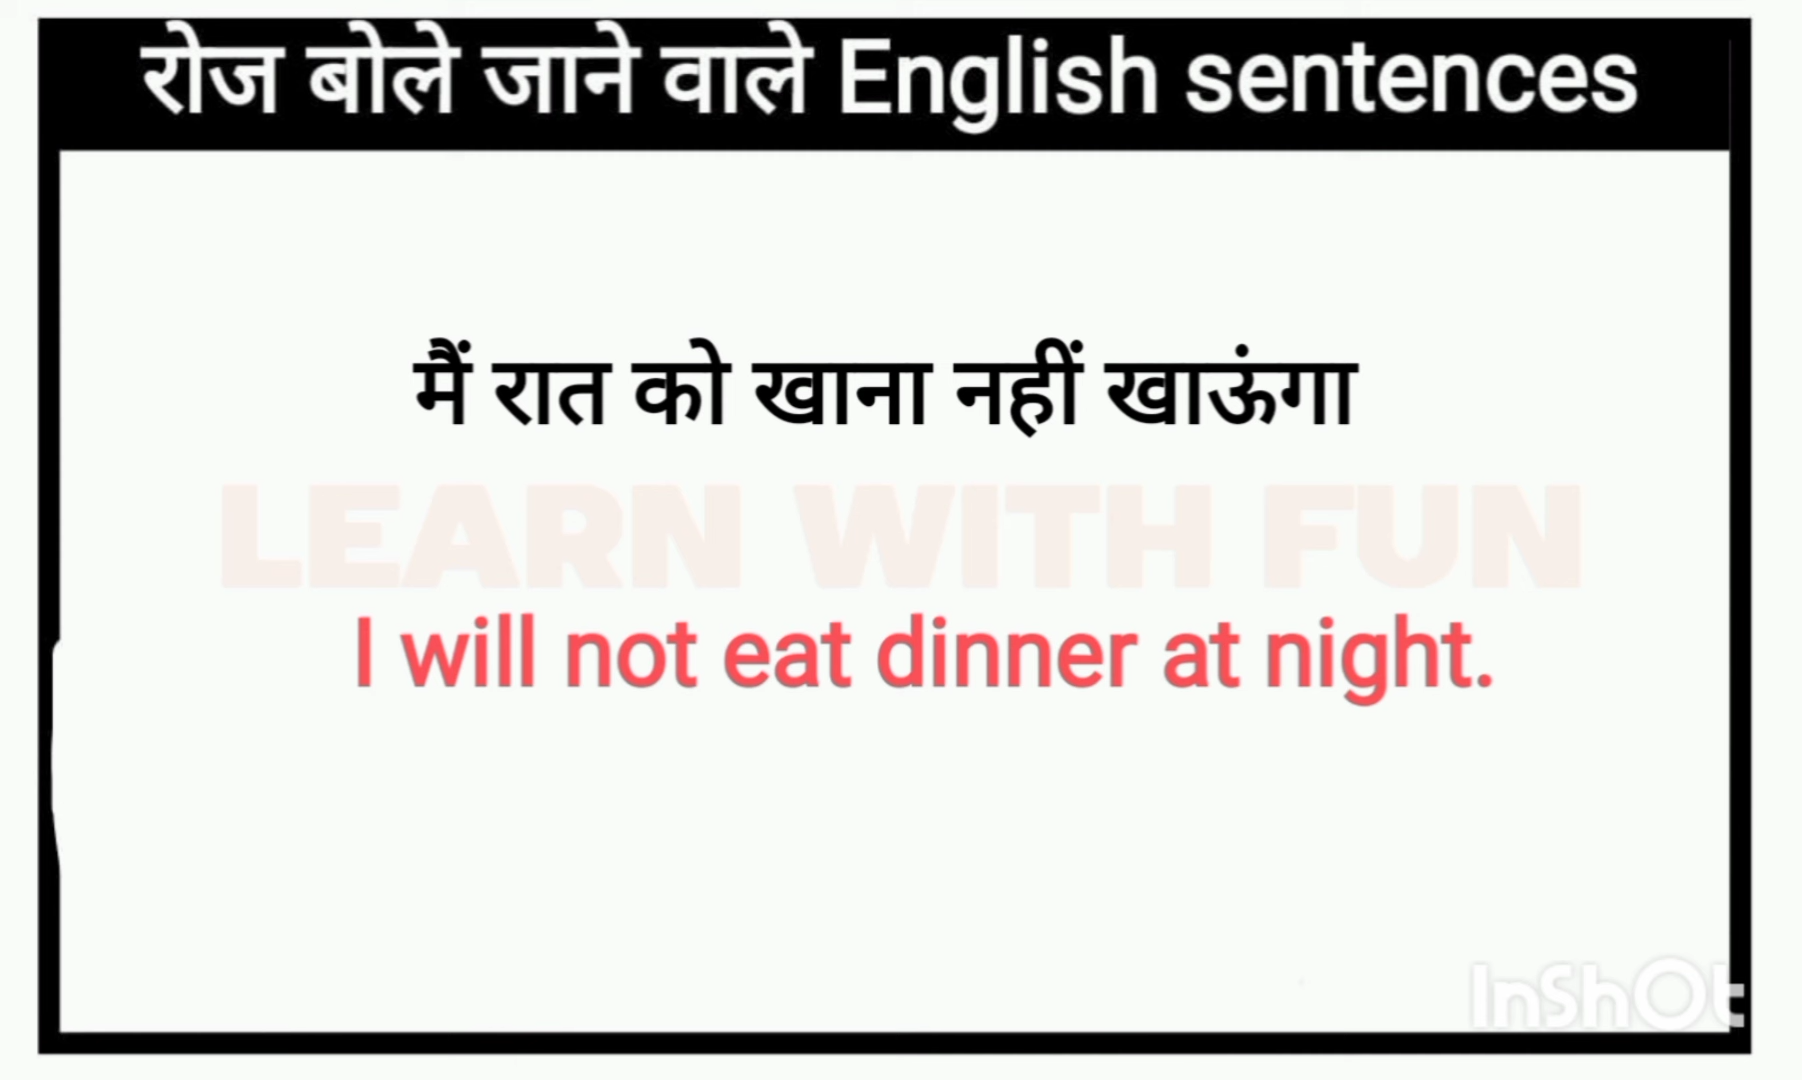 रोज बोले जाने वाले English sentences
मैं रात को खाना नहीं खाऊंगा
LEARN WITH FUN
I will not eat dinner at night.
InShOt